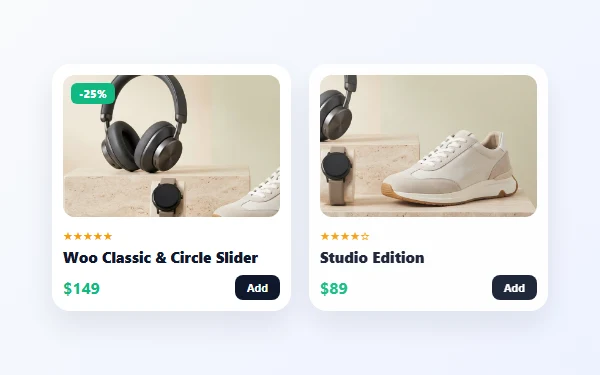 -25%
★★★★★
Woo Classic & Circle Slider
$149
Add
★★★★☆
Studio Edition
$89
Add